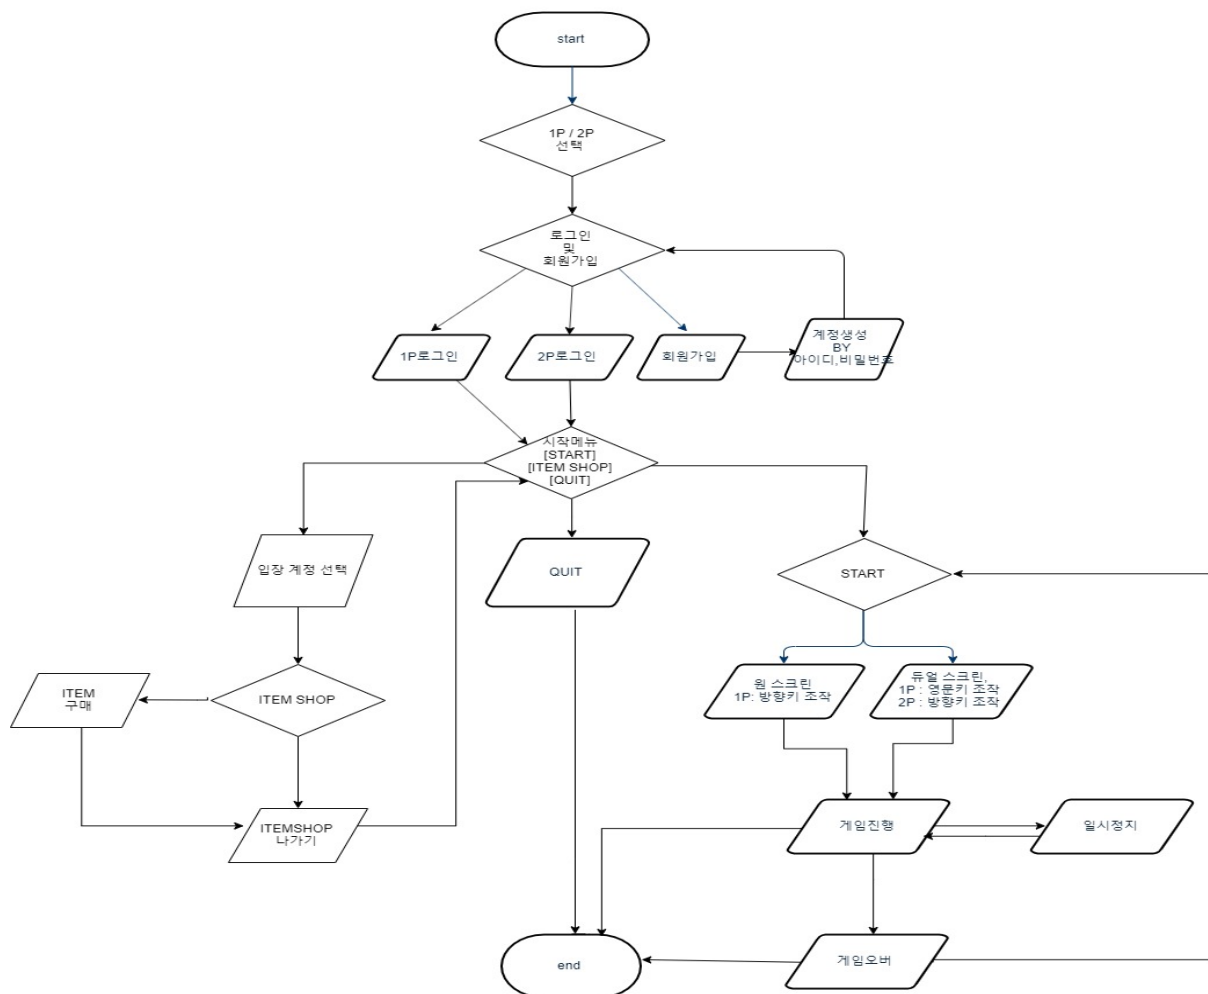 start
1P / 2P
선택
로그인
및
회원가입
1P로그인
2P로그인
회원가입
계정생성
BY
아이디,비밀번호
시작메뉴
[START]
[ITEM SHOP]
[QUIT]
입장 계정 선택
QUIT
START
ITEM
구매
ITEM SHOP
원 스크린
1P: 방향키 조작
듀얼 스크린,
1P : 영문키 조작
2P : 방향키 조작
ITEMSHOP
나가기
게임진행
일시정지
end
게임오버